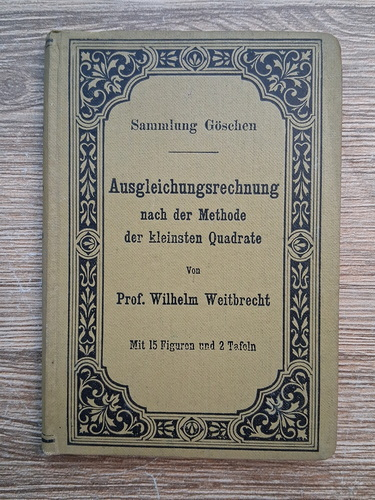 Sammlung Göschen
Ausgleichungsrechnung
nach der Methode
der kleinsten Quadrate
Von
Prof. Wilhelm Weitbrecht
Mit 15 Figuren und 2 Tafeln